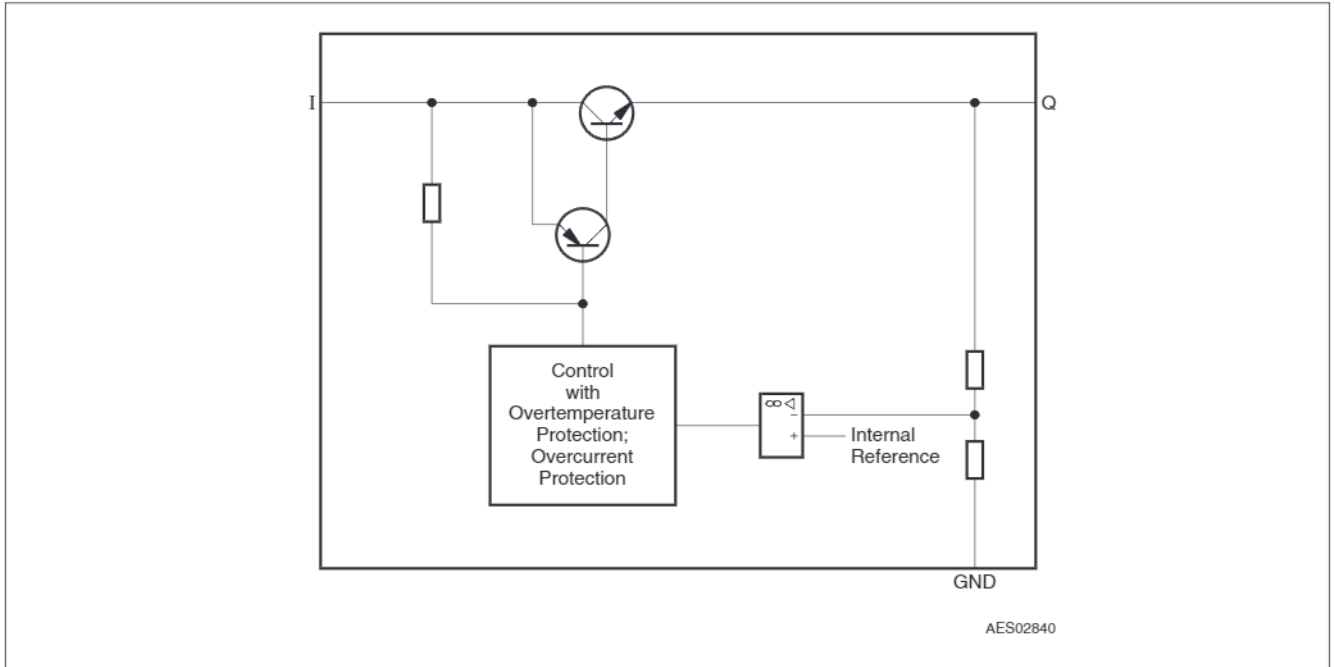 I
Q
Control
with
Overtemperature
Protection;
Overcurrent
Protection
∞ ◁
−
+
Internal
Reference
GND
AES02840